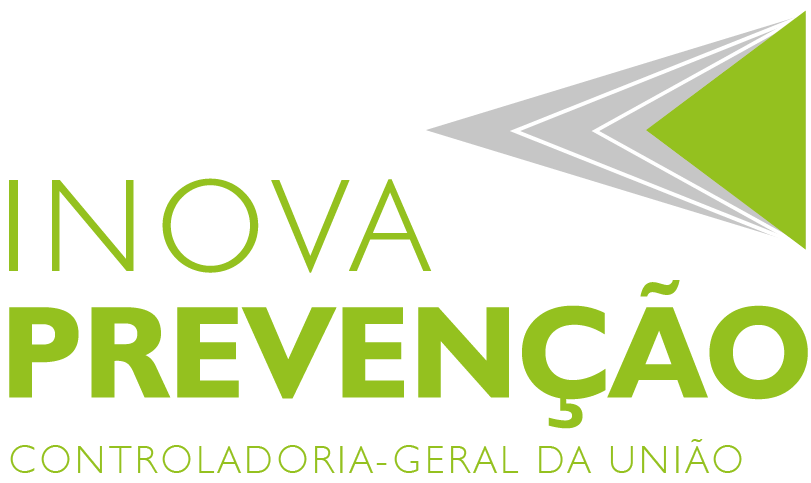 INOVA
PREVENÇÃO
CONTROLADORIA-GERAL DA UNIÃO